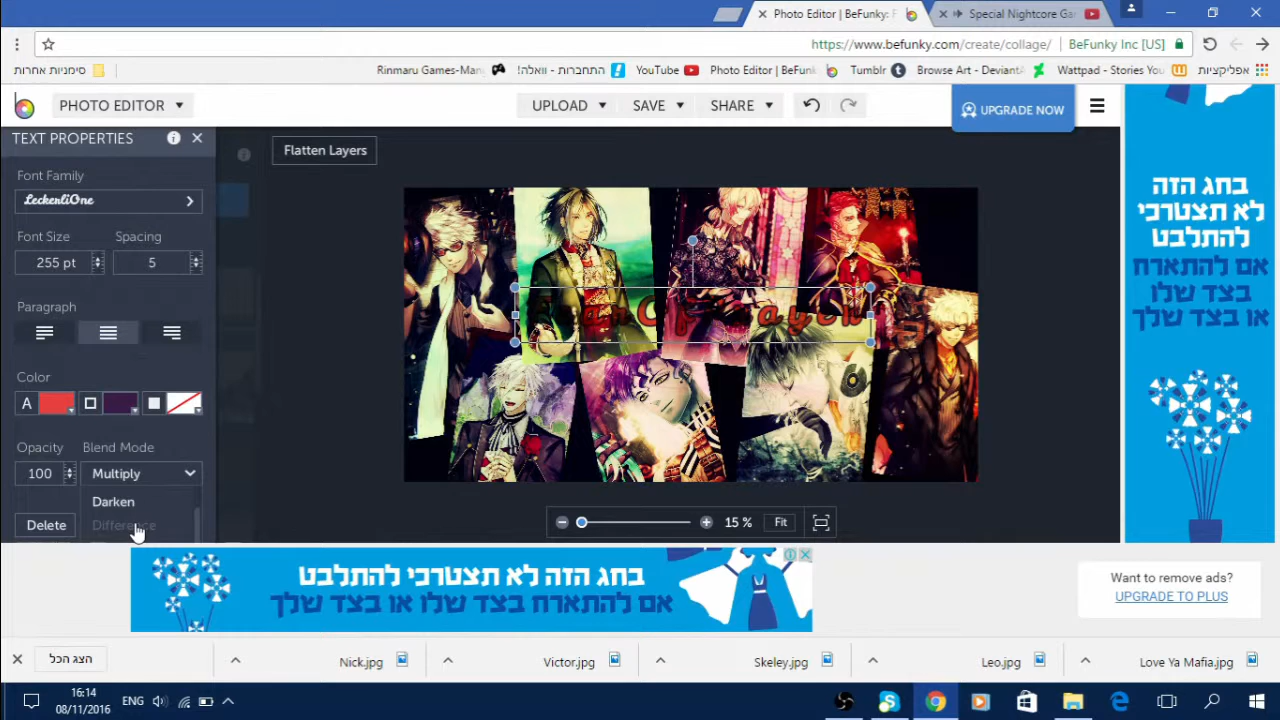 Photo Editor | BeFunky: F
Special Nightcore Ga
https://www.befunky.com/create/collage/
BeFunky Inc [US]
סימניות אחרות
Rinmaru Games-Mang
התחברת - וואלה!
YouTube
Photo Editor | BeFunk
Tumblr
Browse Art - DeviantA
Wattpad - Stories You
אפליקציות
PHOTO EDITOR
UPLOAD
SAVE
SHARE
UPGRADE NOW
TEXT PROPERTIES
Flatten Layers
Font Family
LeckerliOne
Font Size
Spacing
255 pt
5
Paragraph
Color
A
Opacity
Blend Mode
100
Multiply
Darken
Delete
Difference
15 %
Fit
בחג הזה
לא תצטרכי
להתלבט
אם להתארח
בצד שלו
או בצד שלך
בחג הזה לא תצטרכי להתלבט
אם להתארח בצד שלו או בצד שלך
Want to remove ads?
UPGRADE TO PLUS
הצג הכל
Nick.jpg
Victor.jpg
Skeley.jpg
Leo.jpg
Love Ya Mafia.jpg
16:14
08/11/2016
ENG